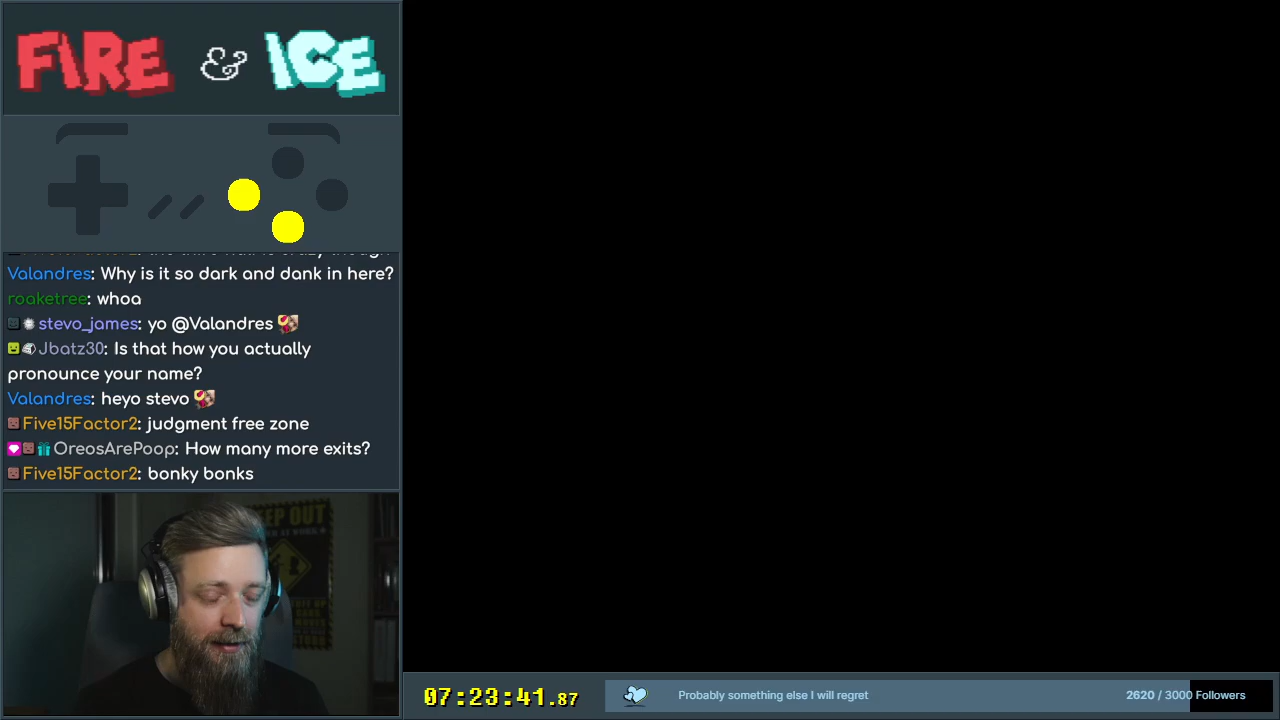 FIRE & ICE
Valandres: Why is it so dark and dank in here?
roaketree: whoa
stevo_james: yo @Valandres
Jbatz30: Is that how you actually
pronounce your name?
Valandres: heyo stevo
Five15Factor2: judgment free zone
OreosArePoop: How many more exits?
Five15Factor2: bonky bonks
EEP OUT
07:23:41.87
Probably something else I will regret
2620 / 3000 Followers